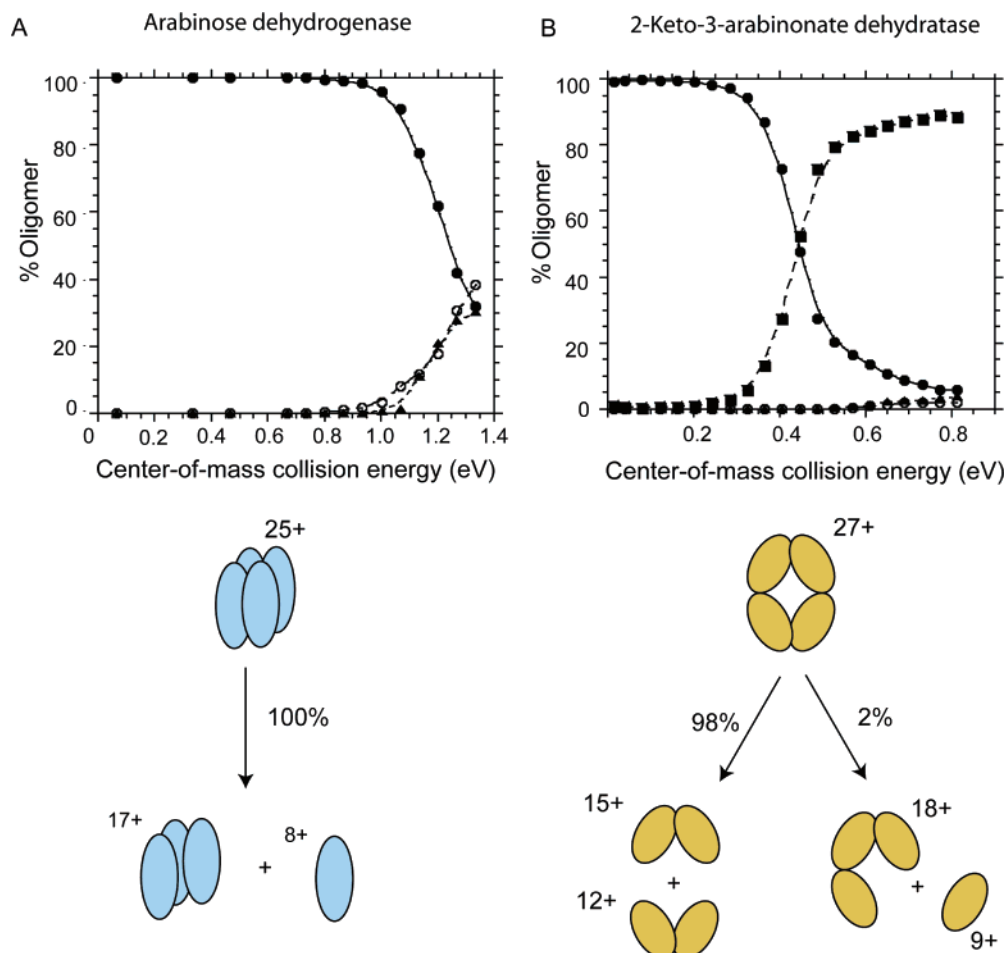 A
Arabinose dehydrogenase
100
80
60
40
20
0
% Oligomer
0 0.2 0.4 0.6 0.8 1.0 1.2 1.4
Center-of-mass collision energy (eV)
25+
100%
17+
+
8+
B
2-Keto-3-arabinonate dehydratase
100
80
60
40
20
0
% Oligomer
0.2 0.4 0.6 0.8
Center-of-mass collision energy (eV)
27+
98%
2%
15+
+
12+
18+
+
9+